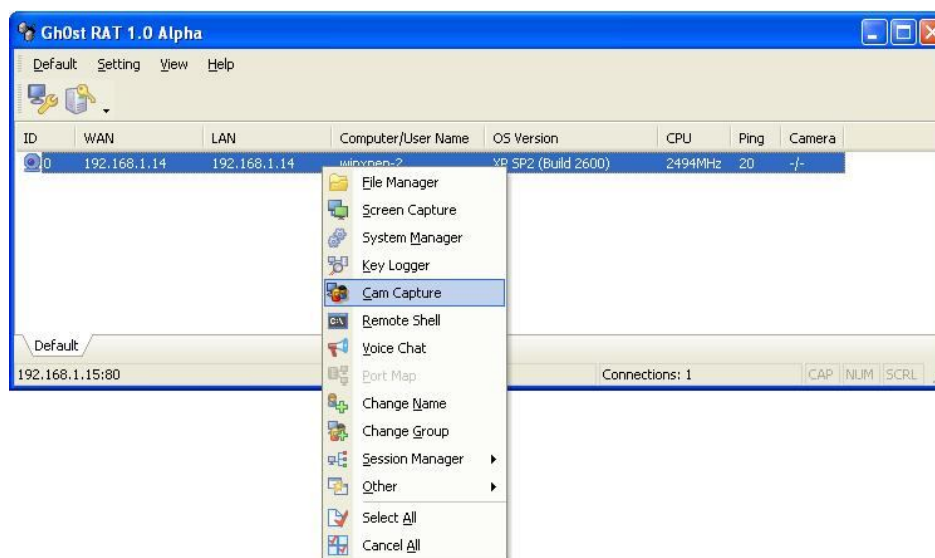 Gh0st RAT 1.0 Alpha
Default Setting View Help
ID WAN LAN Computer/User Name OS Version CPU Ping Camera
0 192.168.1.14 192.168.1.14 winxpen-2 XP SP2 (Build 2600) 2494MHz 20 -/-
File Manager
Screen Capture
System Manager
Key Logger
Cam Capture
C:\
Remote Shell
Voice Chat
Port Map
Change Name
Change Group
Session Manager
Other
Select All
Cancel All
Default
192.168.1.15:80 Connections: 1 CAP NUM SCRL